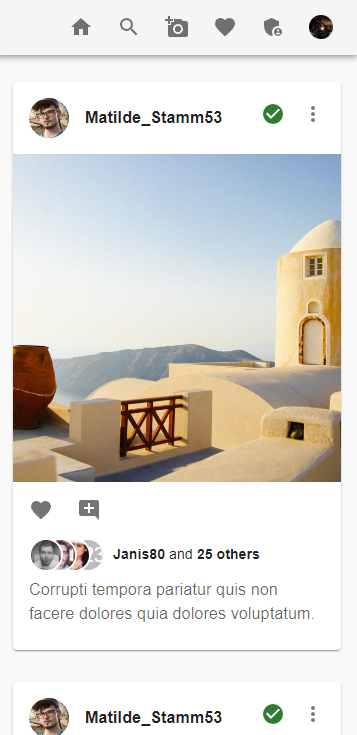 Matilde_Stamm53
Janis80 and 25 others
Corrupti tempora pariatur quis non
facere dolores quia dolores voluptatum.
Matilde_Stamm53